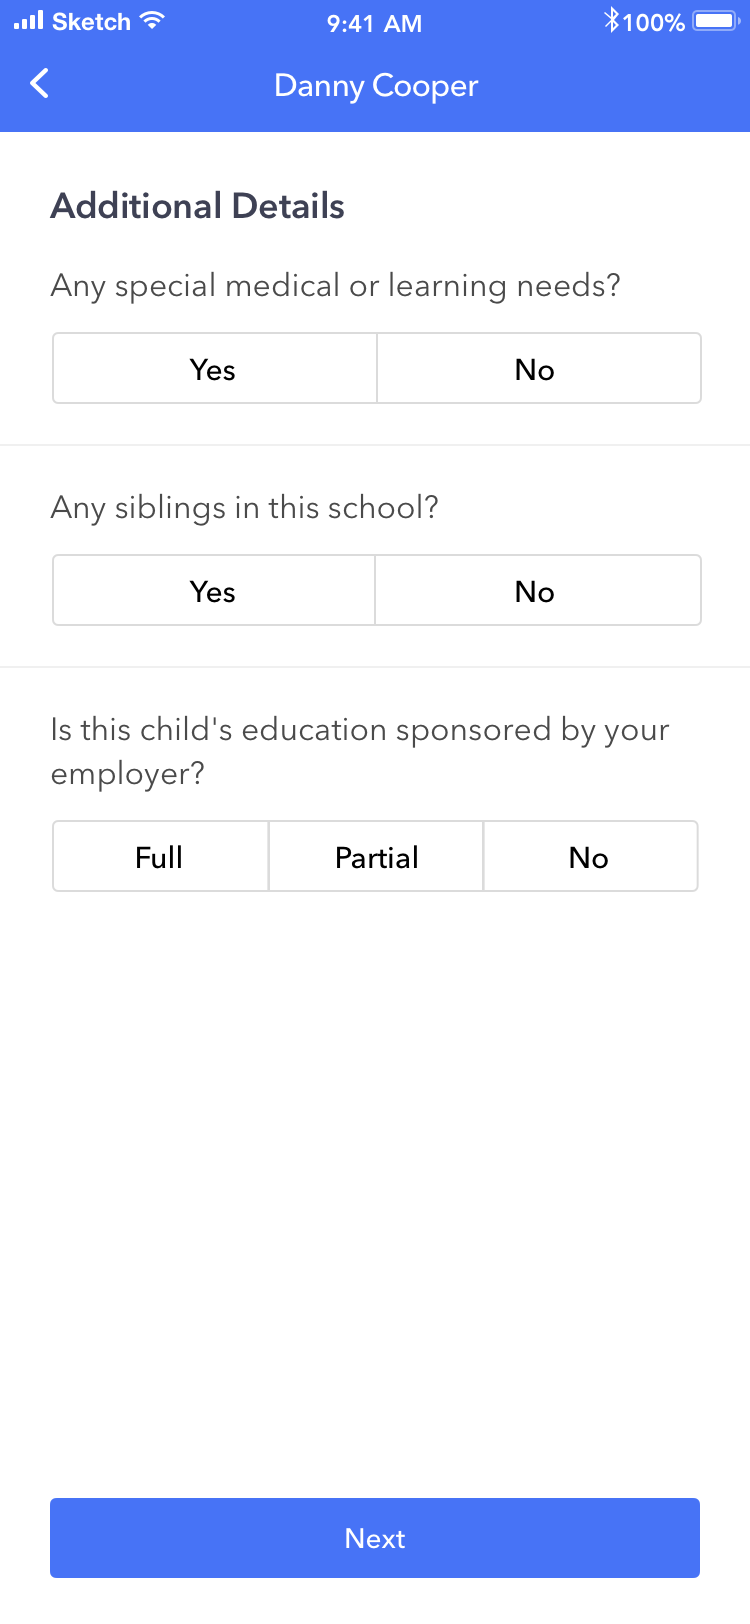 Sketch 9:41 AM 100%
Danny Cooper
Additional Details
Any special medical or learning needs?
Yes No
Any siblings in this school?
Yes No
Is this child's education sponsored by your
employer?
Full Partial No
Next